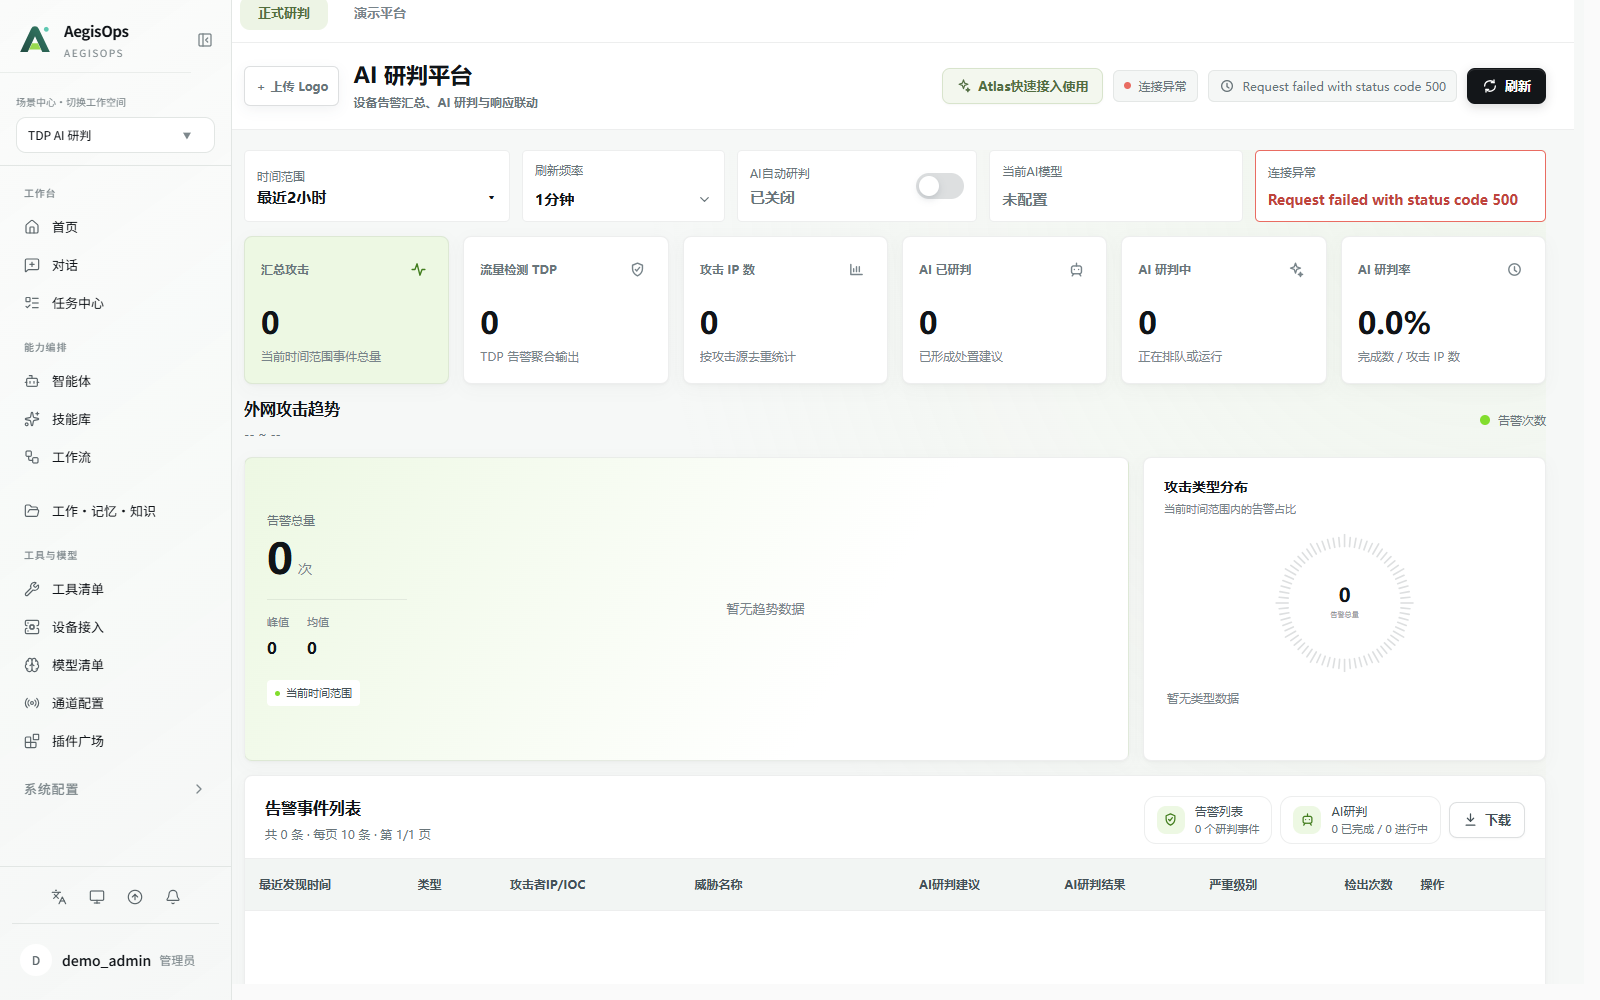 AegisOps
AEGISOPS
场景中心・切换工作空间
TDP AI 研判
工作台
首页
对话
任务中心
能力编排
智能体
技能库
工作流
工作・记忆・知识
工具与模型
工具清单
设备接入
模型清单
通道配置
插件广场
系统配置
D
demo_admin 管理员
正式研判
演示平台
+ 上传 Logo
AI 研判平台
设备告警汇总、AI 研判与响应联动
Atlas快速接入使用
连接异常
Request failed with status code 500
刷新
时间范围
最近2小时
刷新频率
1分钟
AI自动研判
已关闭
当前AI模型
未配置
连接异常
Request failed with status code 500
汇总攻击
0
当前时间范围事件总量
流量检测 TDP
0
TDP 告警聚合输出
攻击 IP 数
0
按攻击源去重统计
AI 已研判
0
已形成处置建议
AI 研判中
0
正在排队或运行
AI 研判率
0.0%
完成数 / 攻击 IP 数
外网攻击趋势
-- ~ --
告警次数
告警总量
0 次
峰值 均值
0 0
当前时间范围
暂无趋势数据
攻击类型分布
当前时间范围内的告警占比
0
告警总量
暂无类型数据
告警事件列表
共 0 条 · 每页 10 条 · 第 1/1 页
告警列表
0 个研判事件
AI研判
0 已完成 / 0 进行中
下载
最近发现时间 类型 攻击者IP/IOC 威胁名称 AI研判建议 AI研判结果 严重级别 检出次数 操作